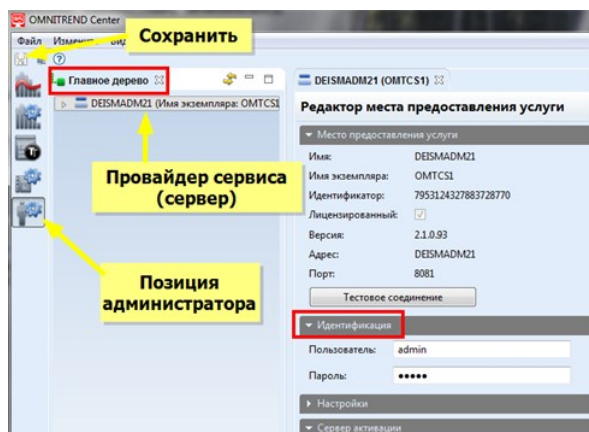 OMNITREND Center
Файл
Вид
Сохранить
Главное дерево
DEISMADM21 (OMTCS1)
DEISMADM21 (Имя экземпляра: OMTCS1
Редактор места предоставления услуги
Место предоставления услуги
Имя: DEISMADM21
Имя экземпляра: OMTCS1
Идентификатор: 7953124327883728770
Лицензированный:
Версия: 2.1.0.93
Адрес: DEISMADM21
Порт: 8081
Тестовое соединение
Провайдер сервиса
(сервер)
Позиция
администратора
Идентификация
Пользователь: admin
Пароль: •••••
Настройки
Сервер активации